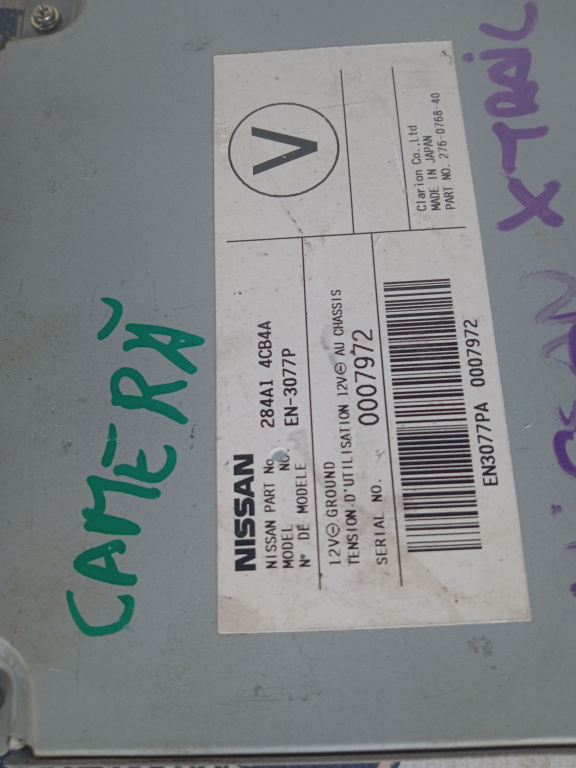 NISSAN
NISSAN PART No. 284A1 4CB4A
MODEL NO.
N° DE MODELE EN-3077P
12V⊖GROUND
TENSION D'UTILISATION 12V⊖ AU CHASSIS
SERIAL NO. 0007972
EN3077PA 0007972
V
Clarion Co.,Ltd
MADE IN JAPAN
PART NO. 276-0768-40
CAMERĂ
NISSAN
X TRAIL